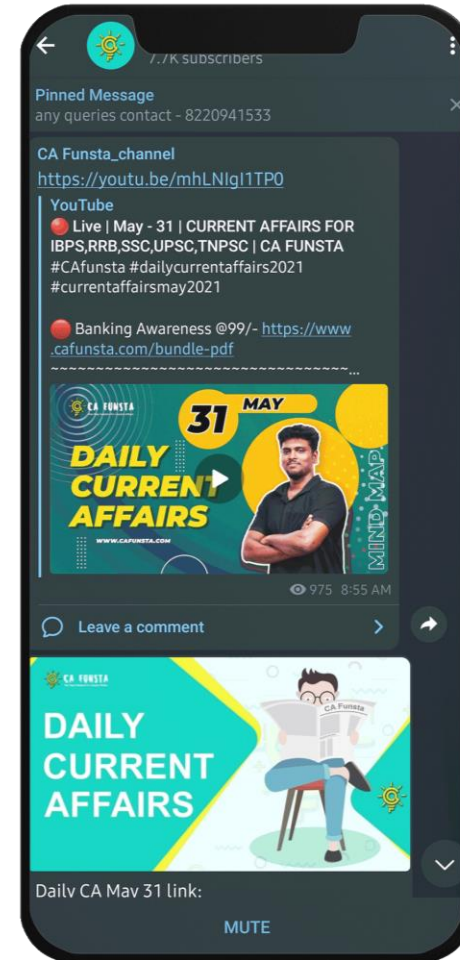 7.7K subscribers
Pinned Message
any queries contact - 8220941533
CA Funsta_channel
https://youtu.be/mhLNIgI1TP0
YouTube
🔴 Live | May - 31 | CURRENT AFFAIRS FOR
IBPS,RRB,SSC,UPSC,TNPSC | CA FUNSTA
#CAfunsta #dailycurrentaffairs2021
#currentaffairsmay2021
🔴 Banking Awareness @99/- https://www
.cafunsta.com/bundle-pdf
~~~~~~~~~~~~~~~~~~~~~~~~~~~~~~~~~...
CA FUNSTA
31 MAY
DAILY
CURRENT
AFFAIRS
WWW.CAFUNSTA.COM
MIND MAP
975 8:55 AM
Leave a comment
CA FUNSTA
CA Funsta
DAILY
CURRENT
AFFAIRS
Daily CA May 31 link:
MUTE